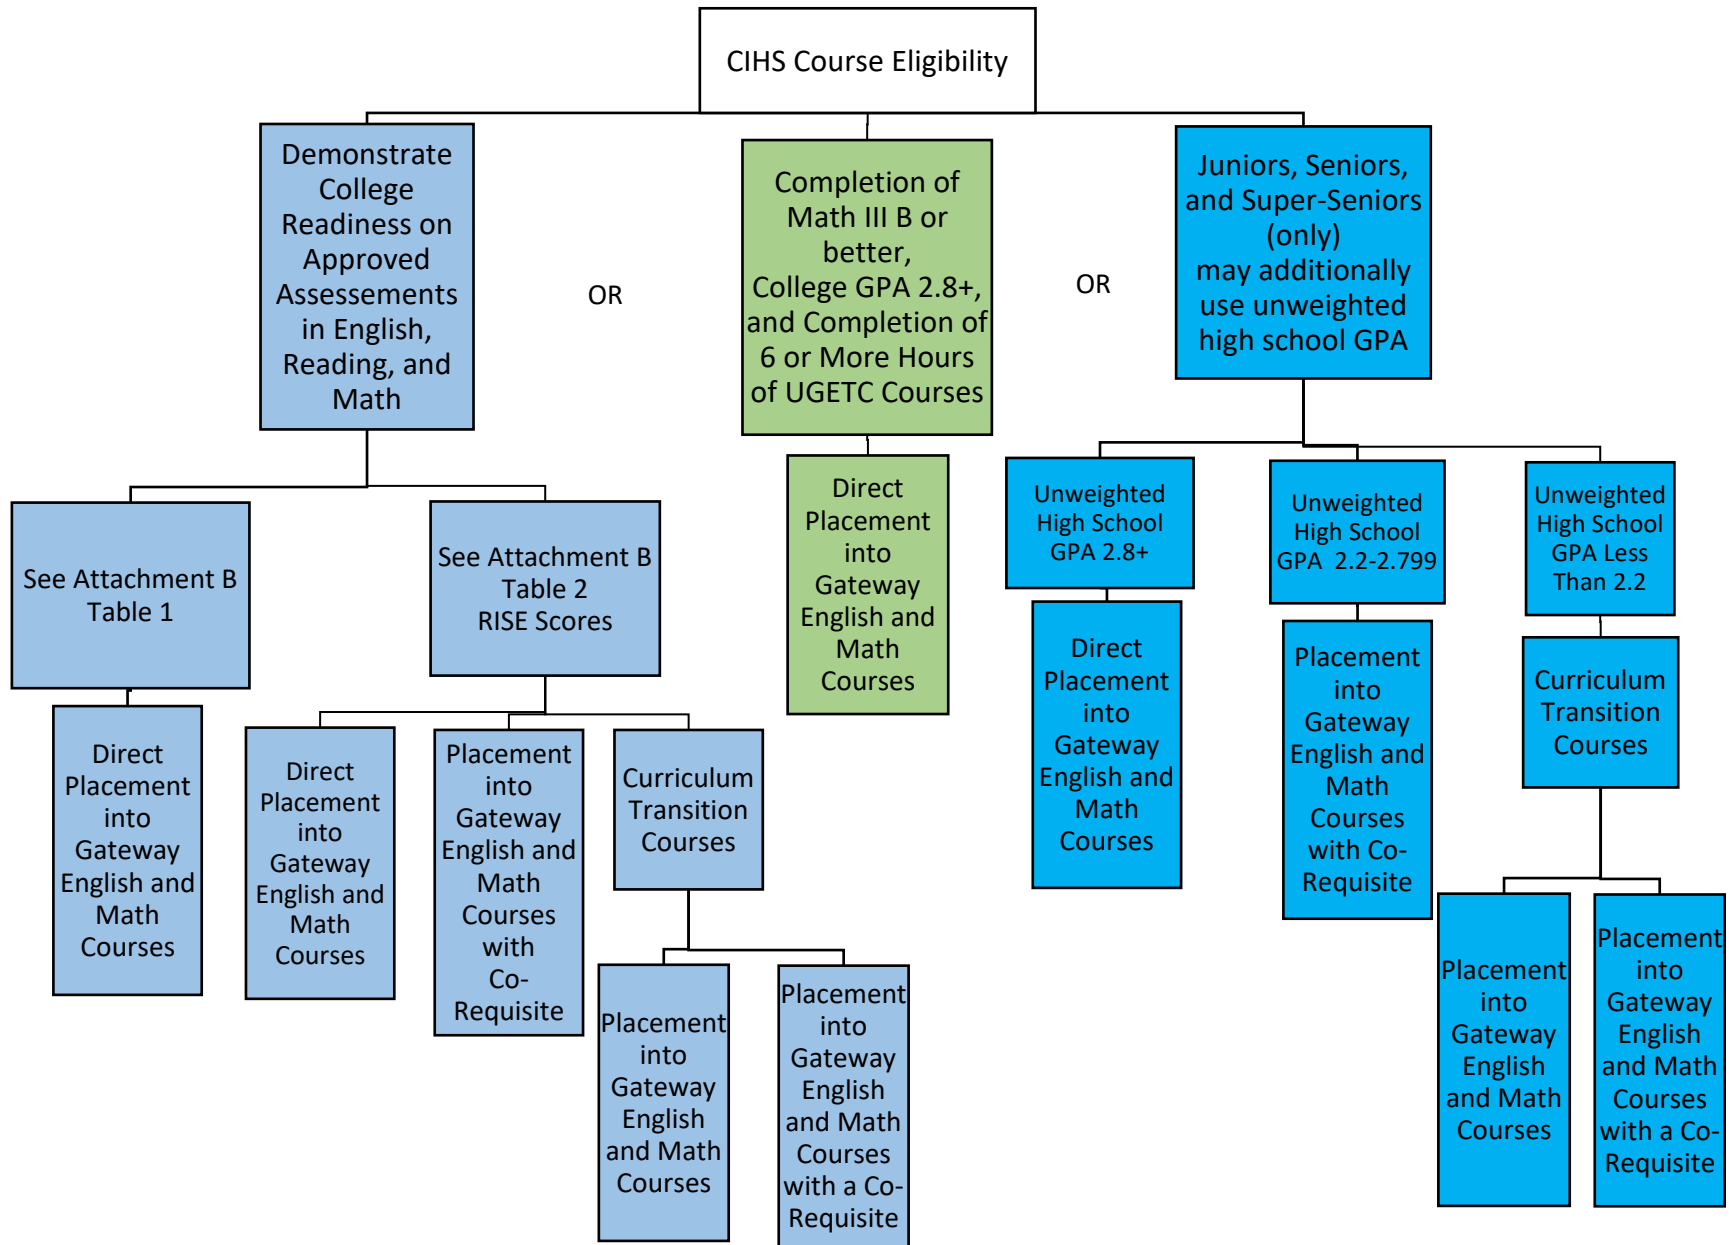 CIHS Course Eligibility
Demonstrate
College
Readiness on
Approved
Assessements
in English,
Reading, and
Math
OR
Completion of
Math III B or
better,
College GPA 2.8+,
and Completion of
6 or More Hours
of UGETC Courses
OR
Juniors, Seniors,
and Super-Seniors
(only)
may additionally
use unweighted
high school GPA
See Attachment B
Table 1
See Attachment B
Table 2
RISE Scores
Direct
Placement
into
Gateway
English and
Math
Courses
Unweighted
High School
GPA 2.8+
Unweighted
High School
GPA  2.2-2.799
Unweighted
High School
GPA Less
Than 2.2
Direct
Placement
into
Gateway
English and
Math
Courses
Direct
Placement
into
Gateway
English and
Math
Courses
Placement
into
Gateway
English and
Math
Courses
with
Co-
Requisite
Curriculum
Transition
Courses
Direct
Placement
into
Gateway
English and
Math
Courses
Placement
into
Gateway
English and
Math
Courses
with Co-
Requisite
Curriculum
Transition
Courses
Placement
into
Gateway
English
and Math
Courses
Placement
into
Gateway
English
and Math
Courses
with a Co-
Requisite
Placement
into
Gateway
English
and Math
Courses
Placement
into
Gateway
English
and Math
Courses
with a Co-
Requisite